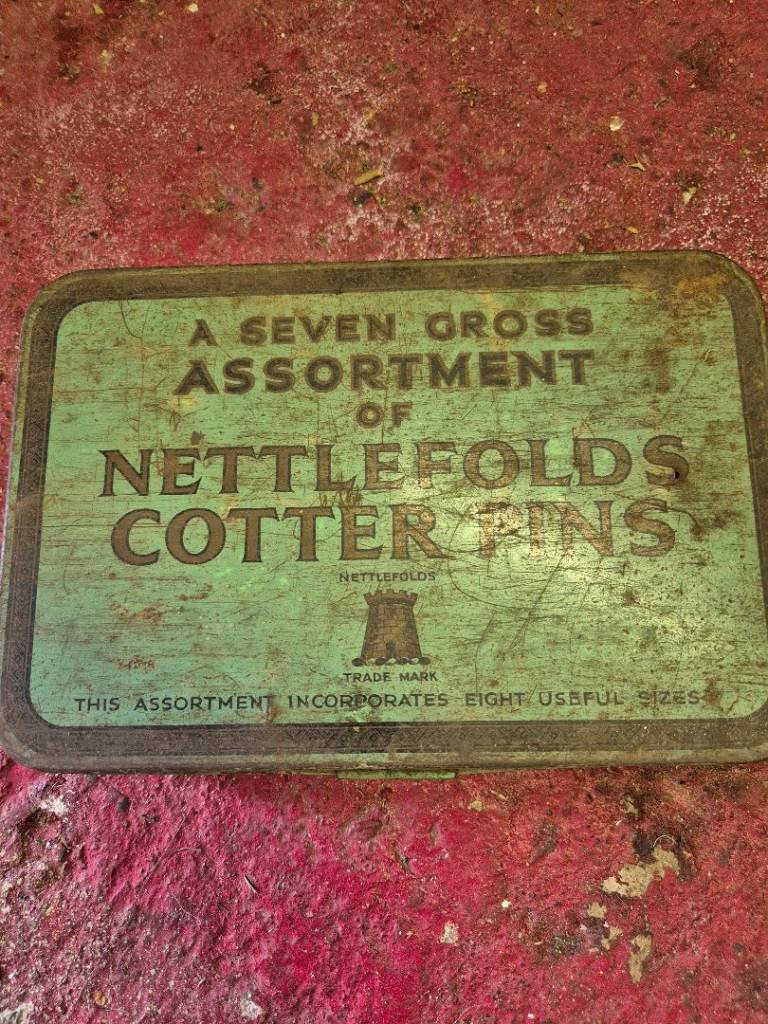 A SEVEN GROSS
ASSORTMENT
OF
NETTLEFOLDS
COTTER PINS
NETTLEFOLDS
TRADE MARK
THIS ASSORTMENT INCORPORATES EIGHT USEFUL SIZES